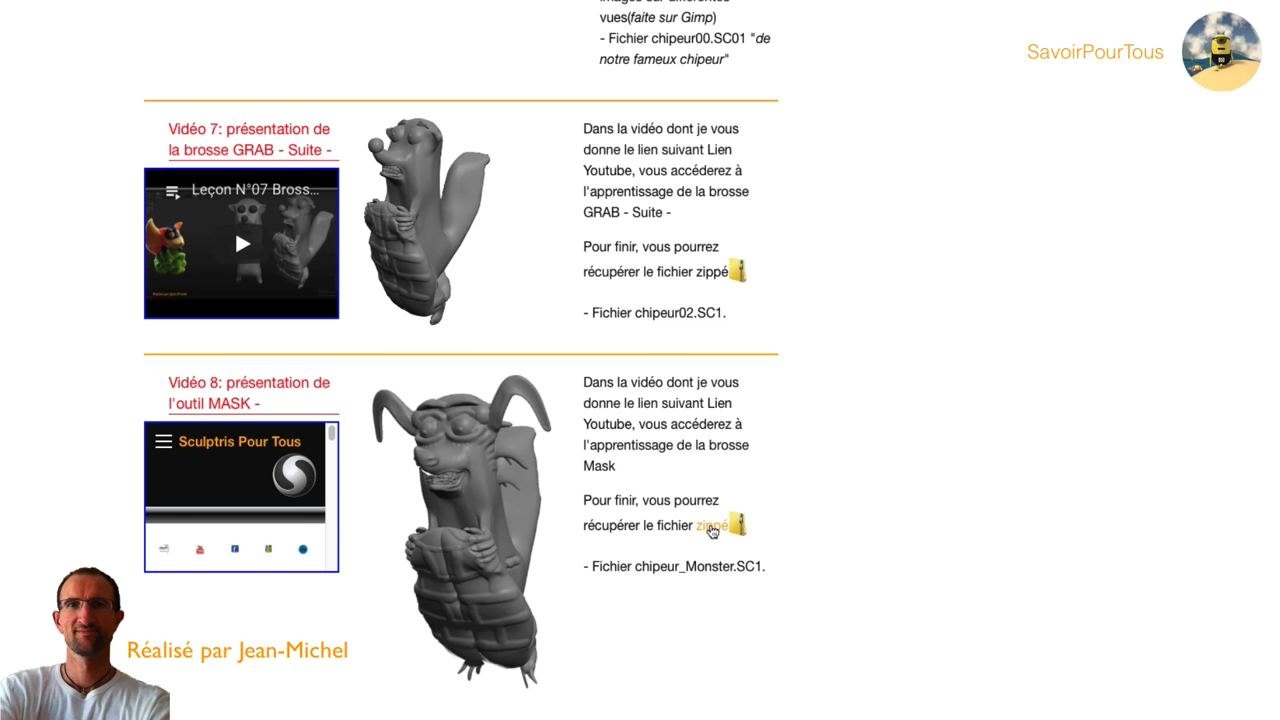 vues(faite sur Gimp)
- Fichier chipeur00.SC01 "de
notre fameux chipeur"
SavoirPourTous
Vidéo 7: présentation de
la brosse GRAB - Suite -
Leçon N°07 Bross...
Dans la vidéo dont je vous
donne le lien suivant Lien
Youtube, vous accéderez à
l'apprentissage de la brosse
GRAB - Suite -
Pour finir, vous pourrez
récupérer le fichier zippé
- Fichier chipeur02.SC1.
Vidéo 8: présentation de
l'outil MASK -
Sculptris Pour Tous
Dans la vidéo dont je vous
donne le lien suivant Lien
Youtube, vous accéderez à
l'apprentissage de la brosse
Mask
Pour finir, vous pourrez
récupérer le fichier zippé
- Fichier chipeur_Monster.SC1.
Réalisé par Jean-Michel